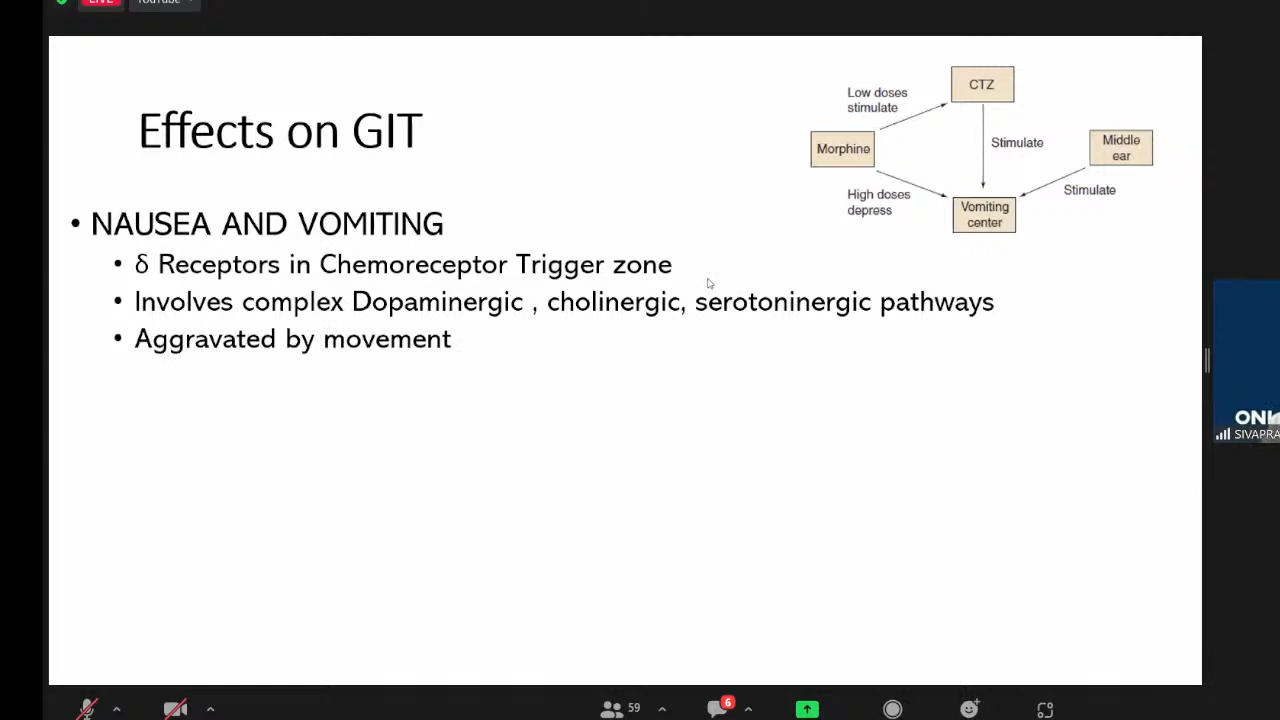 LIVE
YouTube
Effects on GIT
• NAUSEA AND VOMITING
• δ Receptors in Chemoreceptor Trigger zone
• Involves complex Dopaminergic , cholinergic, serotoninergic pathways
• Aggravated by movement
CTZ
Low doses
stimulate
Morphine
Stimulate
Middle
ear
High doses
depress
Stimulate
Vomiting
center
SIVAPRA
59
6